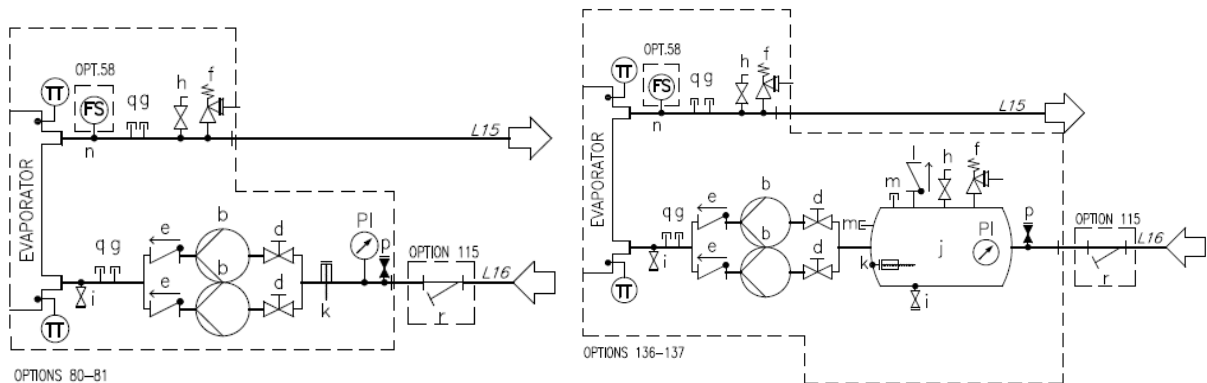 OPT.58
TT
FS
q g
h
f
n
L15
EVAPORATOR
b
e
d
PI
p
OPTION 115
q g
b
L16
i
e
d
k
r
TT
OPTIONS 80-81
OPT.58
TT
FS
q g
h
f
n
L15
EVAPORATOR
l
h
f
m
b
e
d
m
PI
p
OPTION 115
q g
b
j
L16
i
e
d
k
r
i
TT
OPTIONS 136-137